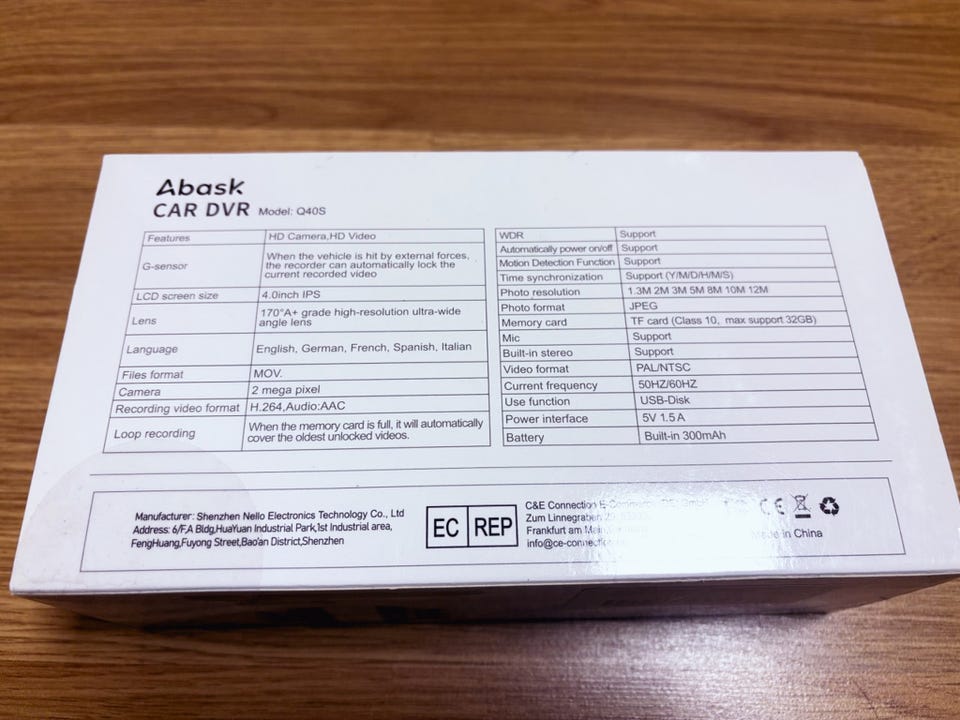 Abask
CAR DVR Model: Q40S
Features HD Camera,HD Video
G-sensor When the vehicle is hit by external forces,
the recorder can automatically lock the
current recorded video
LCD screen size 4.0inch IPS
Lens 170°A+ grade high-resolution ultra-wide
angle lens
Language English, German, French, Spanish, Italian
Files format MOV.
Camera 2 mega pixel
Recording video format H.264,Audio:AAC
Loop recording When the memory card is full, it will automatically
cover the oldest unlocked videos.
WDR Support
Automatically power on/off Support
Motion Detection Function Support
Time synchronization Support (Y/M/D/H/M/S)
Photo resolution 1.3M 2M 3M 5M 8M 10M 12M
Photo format JPEG
Memory card TF card (Class 10, max support 32GB)
Mic Support
Built-in stereo Support
Video format PAL/NTSC
Current frequency 50HZ/60HZ
Use function USB-Disk
Power interface 5V 1.5A
Battery Built-in 300mAh
Manufacturer: Shenzhen Nello Electronics Technology Co., Ltd
Address: 6/F,A Bldg,HuaYuan Industrial Park,1st Industrial area,
FengHuang,Fuyong Street,Bao'an District,Shenzhen
EC REP
C&E Connection
Zum Linnegraben
Frankfurt am
CE
Made in China